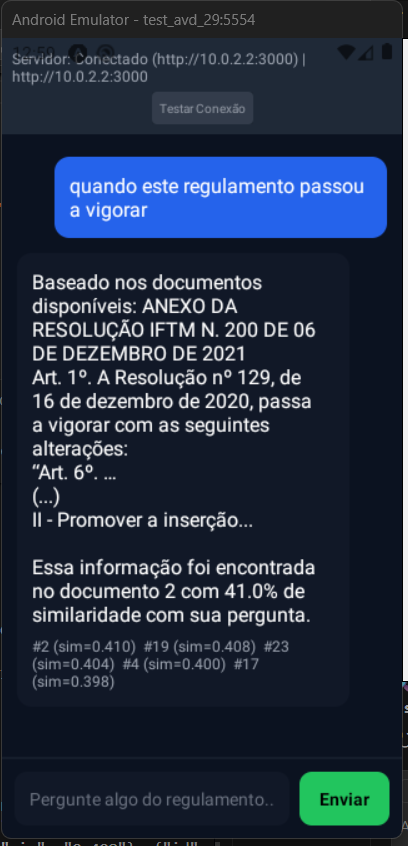 Android Emulator - test_avd_29:5554
12:50
Servidor: Conectado (http://10.0.2.2:3000) |
http://10.0.2.2:3000
Testar Conexão
quando este regulamento passou
a vigorar
Baseado nos documentos
disponíveis: ANEXO DA
RESOLUÇÃO IFTM N. 200 DE 06
DE DEZEMBRO DE 2021
Art. 1º. A Resolução nº 129, de
16 de dezembro de 2020, passa
a vigorar com as seguintes
alterações:
“Art. 6º. ...
(...)
II - Promover a inserção...
Essa informação foi encontrada
no documento 2 com 41.0% de
similaridade com sua pergunta.
#2 (sim=0.410) #19 (sim=0.408) #23
(sim=0.404) #4 (sim=0.400) #17
(sim=0.398)
Pergunte algo do regulamento..
Enviar